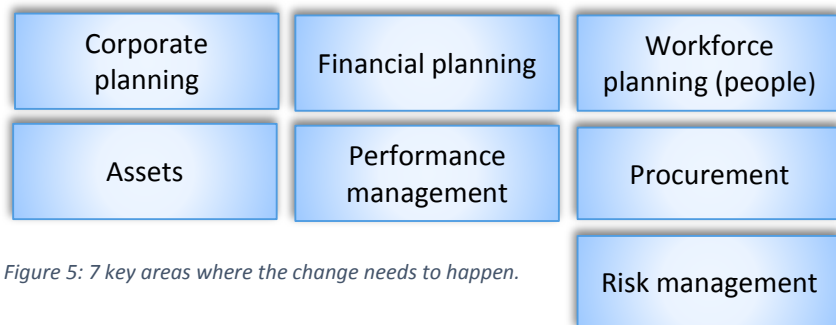 Corporate
planning
Financial planning
Workforce
planning (people)
Assets
Performance
management
Procurement
Figure 5: 7 key areas where the change needs to happen.
Risk management